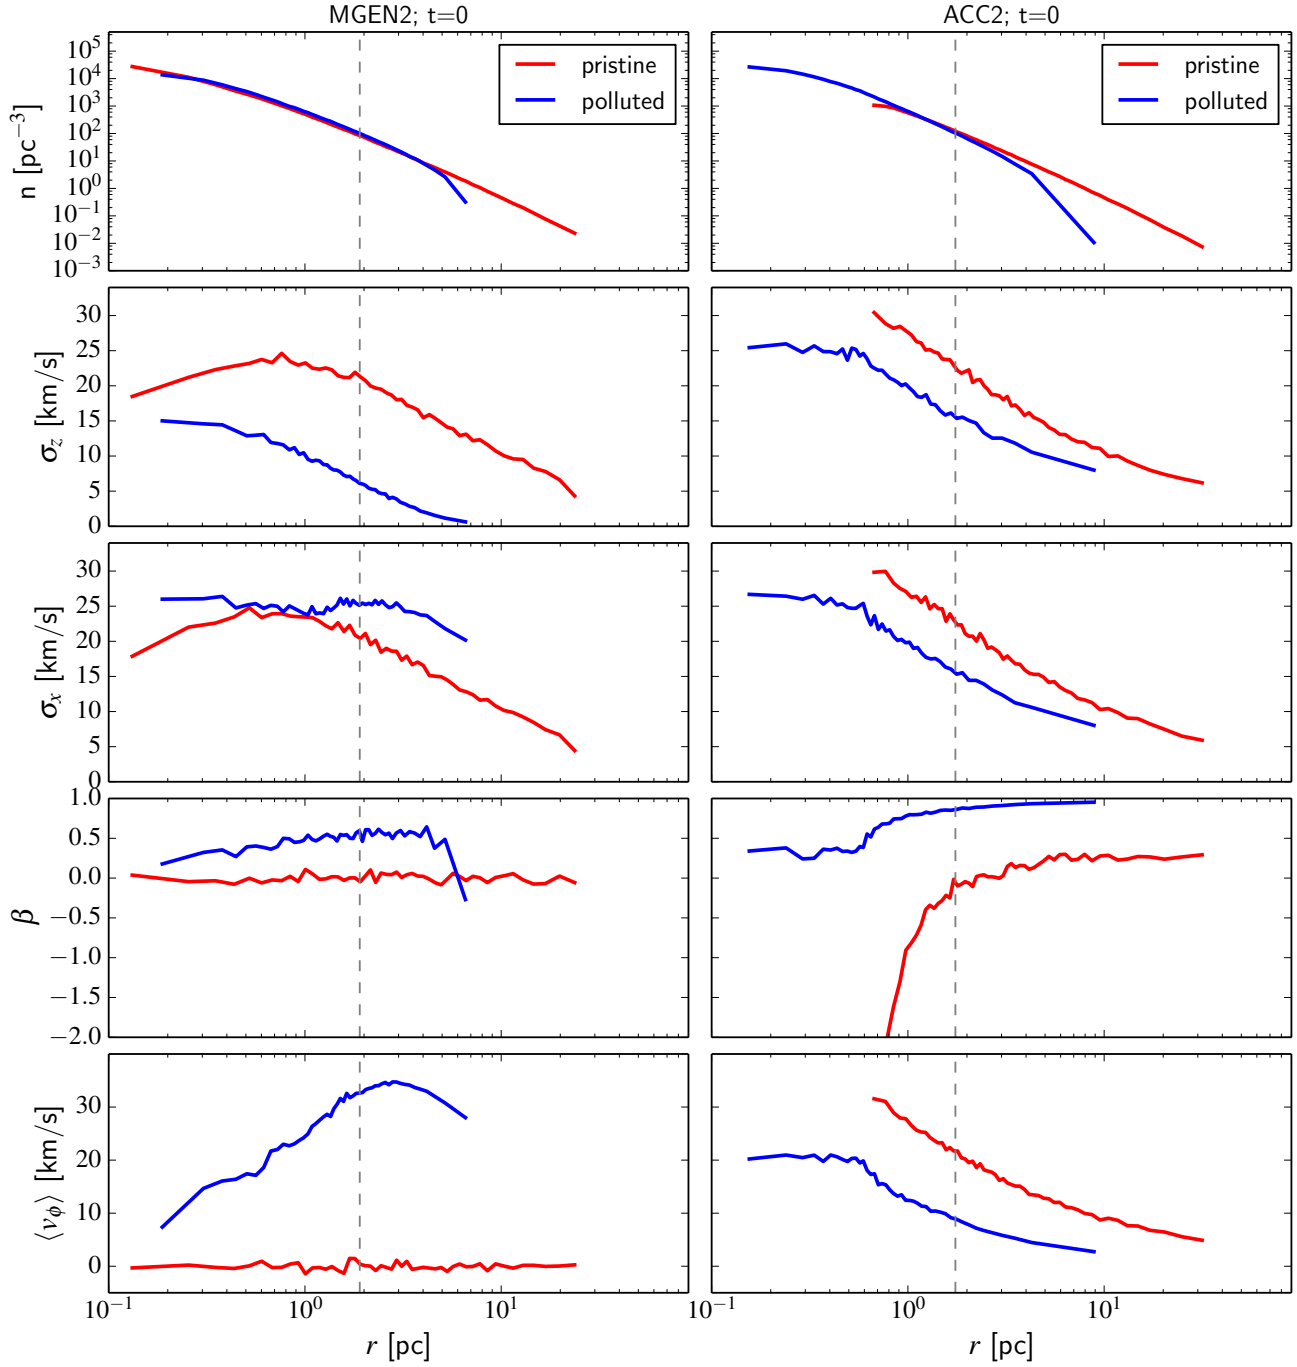 MGEN2; t=0
ACC2; t=0
n [pc⁻³]
10⁵
10⁴
10³
10²
10¹
10⁰
10⁻¹
10⁻²
10⁻³
pristine
polluted
pristine
polluted
σz [km/s]
30
25
20
15
10
5
0
σx [km/s]
30
25
20
15
10
5
0
β
1.0
0.5
0.0
−0.5
−1.0
−1.5
−2.0
⟨vϕ⟩ [km/s]
30
20
10
0
10⁻¹ 10⁰ 10¹
10⁻¹ 10⁰ 10¹
r [pc]
r [pc]